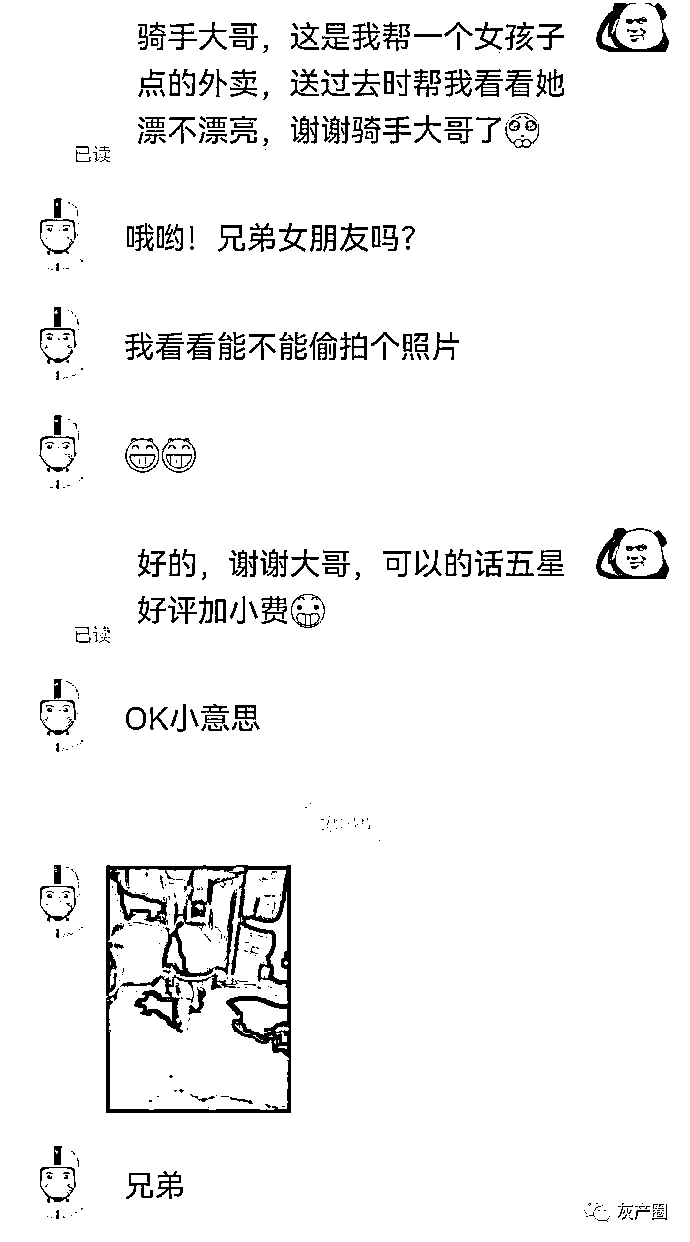 骑手大哥，这是我帮一个女孩子
点的外卖，送过去时帮我看看她
漂不漂亮，谢谢骑手大哥了
已读
哦哟！兄弟女朋友吗？
我看看能不能偷拍个照片
好的，谢谢大哥，可以的话五星
好评加小费
已读
OK小意思
兄弟
灰产圈